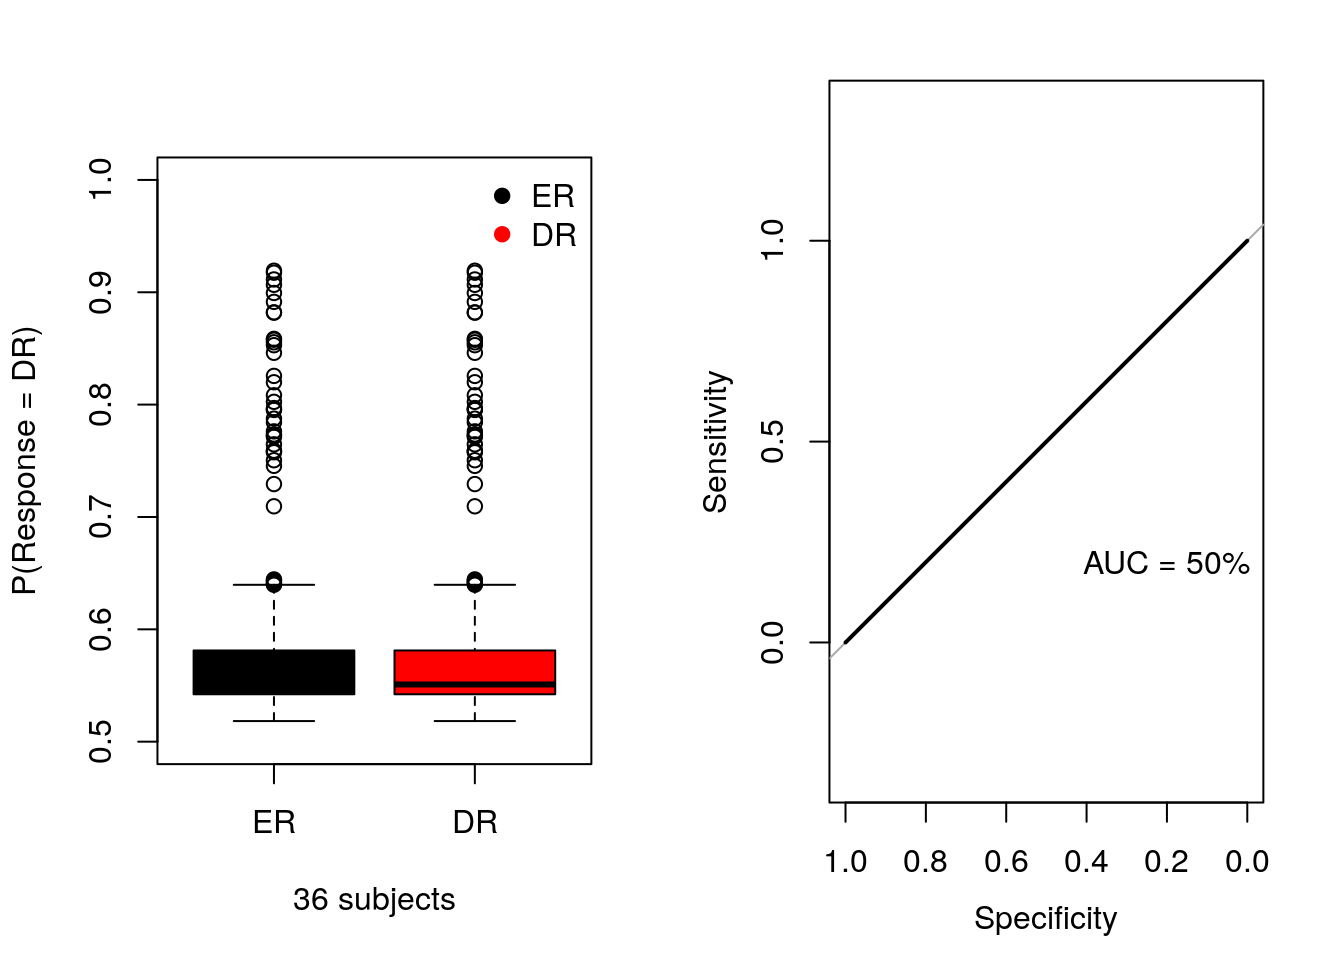 P(Response = DR)
1.0
0.9
0.8
0.7
0.6
0.5
ER
DR
ER DR
36 subjects
Sensitivity
1.0
0.5
0.0
AUC = 50%
1.0 0.8 0.6 0.4 0.2 0.0
Specificity